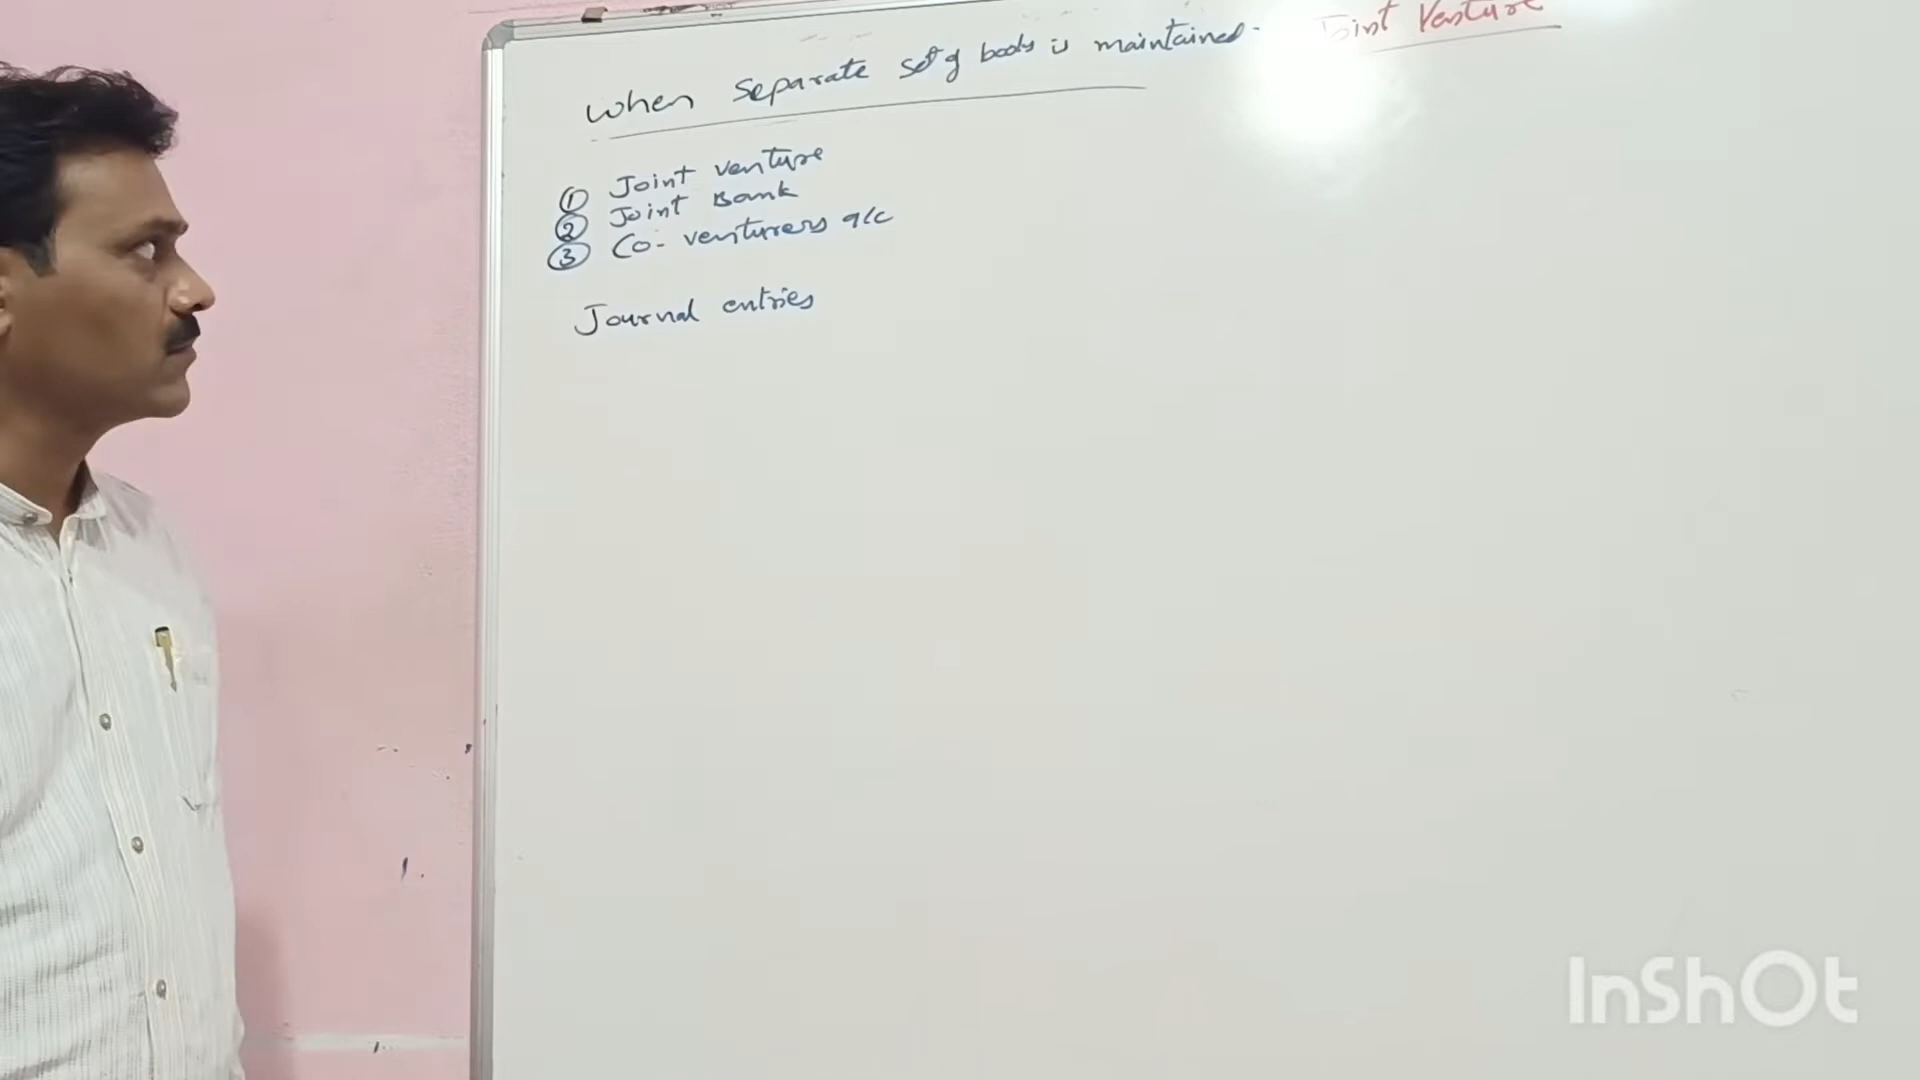 Joint Venture
When separate set of books is maintained.
① Joint venture
② Joint Bank
③ Co-venturers a/c
Journal entries
InShOt